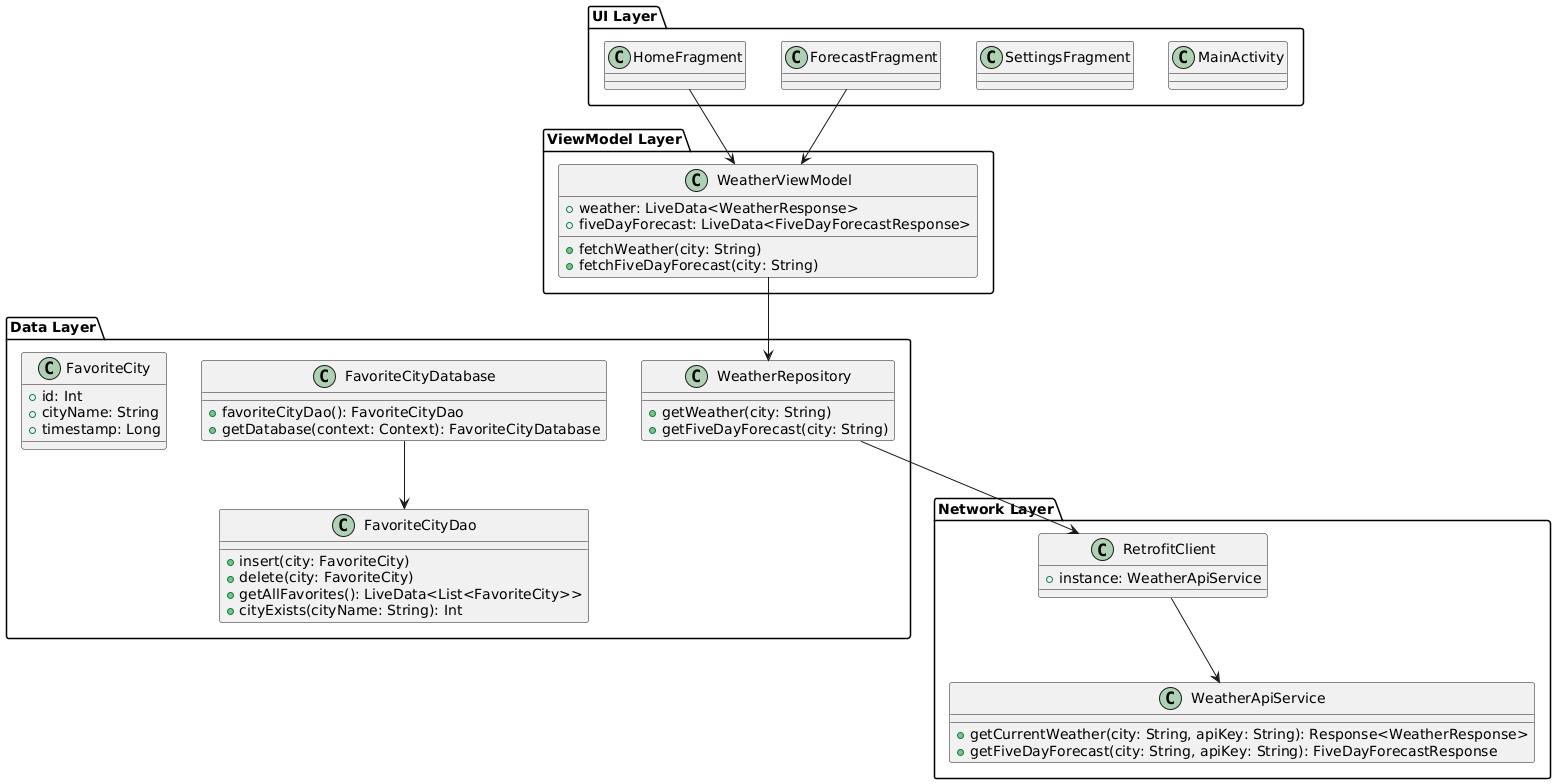 UI Layer
C HomeFragment
C ForecastFragment
C SettingsFragment
C MainActivity
ViewModel Layer
C WeatherViewModel
weather: LiveData<WeatherResponse>
fiveDayForecast: LiveData<FiveDayForecastResponse>
fetchWeather(city: String)
fetchFiveDayForecast(city: String)
Data Layer
C FavoriteCity
id: Int
cityName: String
timestamp: Long
C FavoriteCityDatabase
favoriteCityDao(): FavoriteCityDao
getDatabase(context: Context): FavoriteCityDatabase
C WeatherRepository
getWeather(city: String)
getFiveDayForecast(city: String)
C FavoriteCityDao
insert(city: FavoriteCity)
delete(city: FavoriteCity)
getAllFavorites(): LiveData<List<FavoriteCity>>
cityExists(cityName: String): Int
Network Layer
C RetrofitClient
instance: WeatherApiService
C WeatherApiService
getCurrentWeather(city: String, apiKey: String): Response<WeatherResponse>
getFiveDayForecast(city: String, apiKey: String): FiveDayForecastResponse